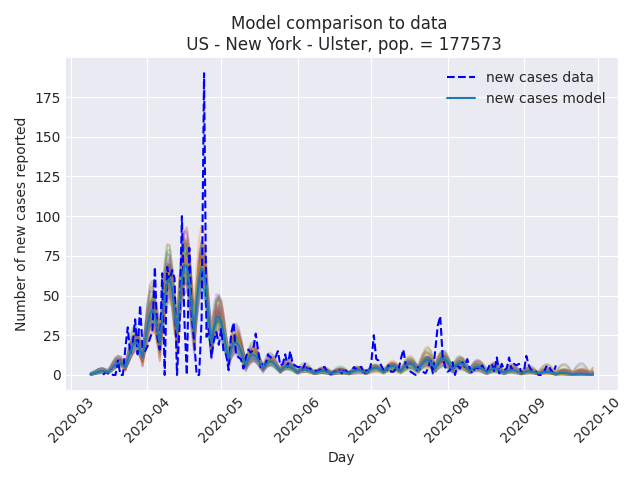 Model comparison to data
US - New York - Ulster, pop. = 177573
new cases data
new cases model
Number of new cases reported
175
150
125
100
75
50
25
0
2020-03
2020-04
2020-05
2020-06
2020-07
2020-08
2020-09
2020-10
Day